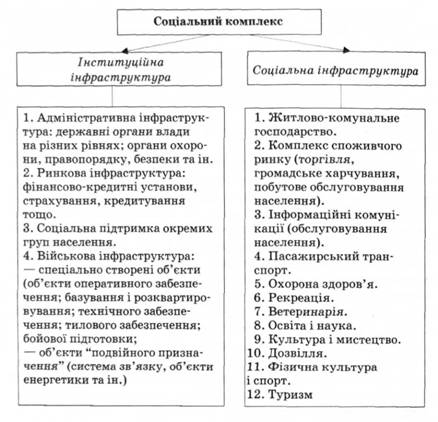 Соціальний комплекс
Інституційна
інфраструктура
Соціальна інфраструктура
1. Адміністративна інфраструк-
тура: державні органи влади
на різних рівнях; органи охоро-
ни, правопорядку, безпеки та ін.
2. Ринкова інфраструктура:
фінансово-кредитні установи,
страхування, кредитування
тощо.
3. Соціальна підтримка окремих
груп населення.
4. Військова інфраструктура:
— спеціально створені об’єкти
(об’єкти оперативного забезпе-
чення; базування і розквартиро-
вування; технічного забезпе-
чення; тилового забезпечення;
бойової підготовки;
— об’єкти “подвійного призна-
чення” (система зв’язку, об’єкти
енергетики та ін.)
1. Житлово-комунальне
господарство.
2. Комплекс споживчого
ринку (торгівля,
громадське харчування,
побутове обслуговування
населення).
3. Інформаційні комуні-
кації (обслуговування
населення).
4. Пасажирський тран-
спорт.
5. Охорона здоров’я.
6. Рекреація.
7. Ветеринарія.
8. Освіта і наука.
9. Культура і мистецтво.
10. Дозвілля.
11. Фізична культура
і спорт.
12. Туризм